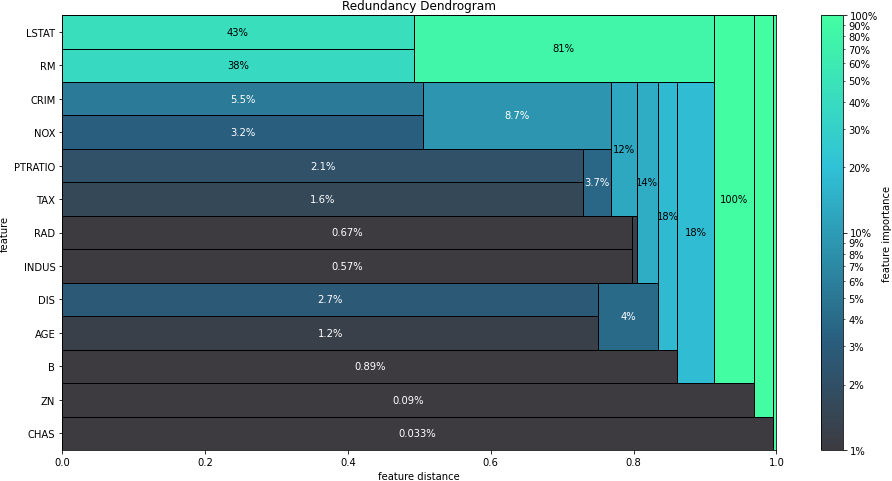 Redundancy Dendrogram
LSTAT
43%
81%
RM
38%
CRIM
5.5%
8.7%
NOX
3.2%
12%
PTRATIO
2.1%
3.7%
14%
TAX
1.6%
100%
18%
RAD
0.67%
18%
INDUS
0.57%
DIS
2.7%
4%
AGE
1.2%
B
0.89%
ZN
0.09%
CHAS
0.033%
feature
0.0 0.2 0.4 0.6 0.8 1.0
feature distance
100%
90%
80%
70%
60%
50%
40%
30%
20%
10%
9%
8%
7%
6%
5%
4%
3%
2%
1%
feature importance